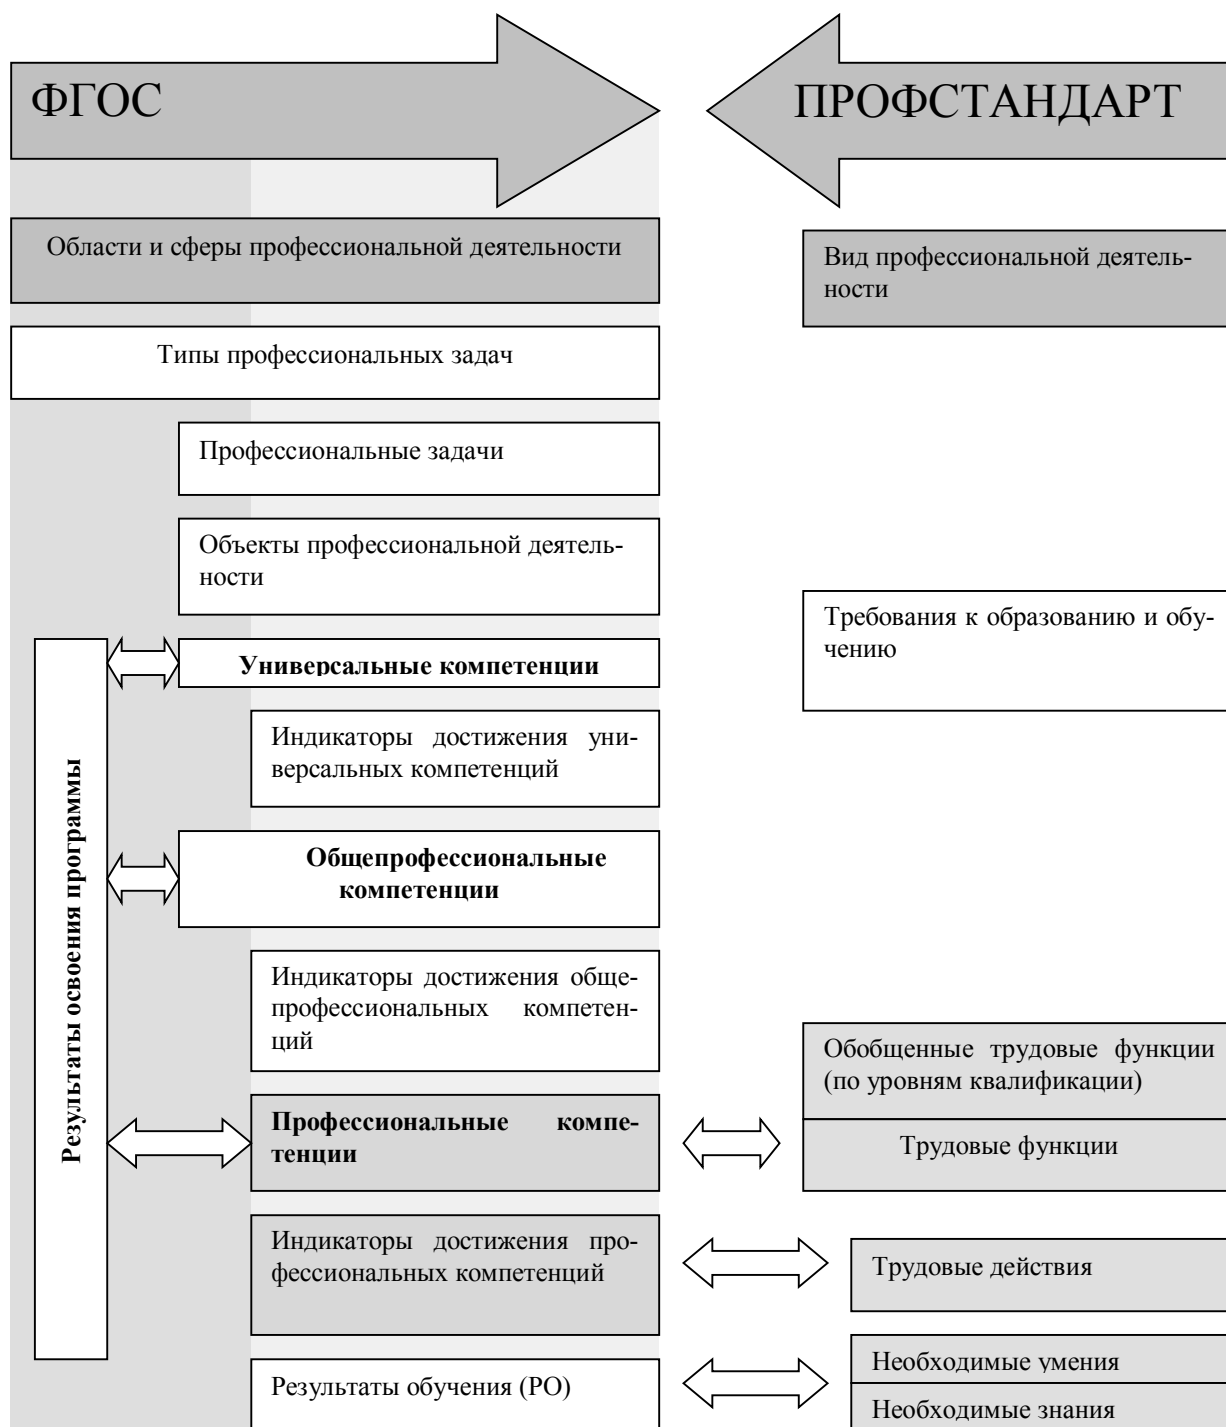 ФГОС
ПРОФСТАНДАРТ
Области и сферы профессиональной деятельности
Вид профессиональной деятель-
ности
Типы профессиональных задач
Профессиональные задачи
Объекты профессиональной деятель-
ности
Требования к образованию и обу-
чению
Результаты освоения программы
Универсальные компетенции
Индикаторы достижения уни-
версальных компетенций
Общепрофессиональные
компетенции
Индикаторы достижения обще-
профессиональных компетен-
ций
Обобщенные трудовые функции
(по уровням квалификации)
Профессиональные компе-
тенции
Трудовые функции
Индикаторы достижения про-
фессиональных компетенций
Трудовые действия
Результаты обучения (РО)
Необходимые умения
Необходимые знания